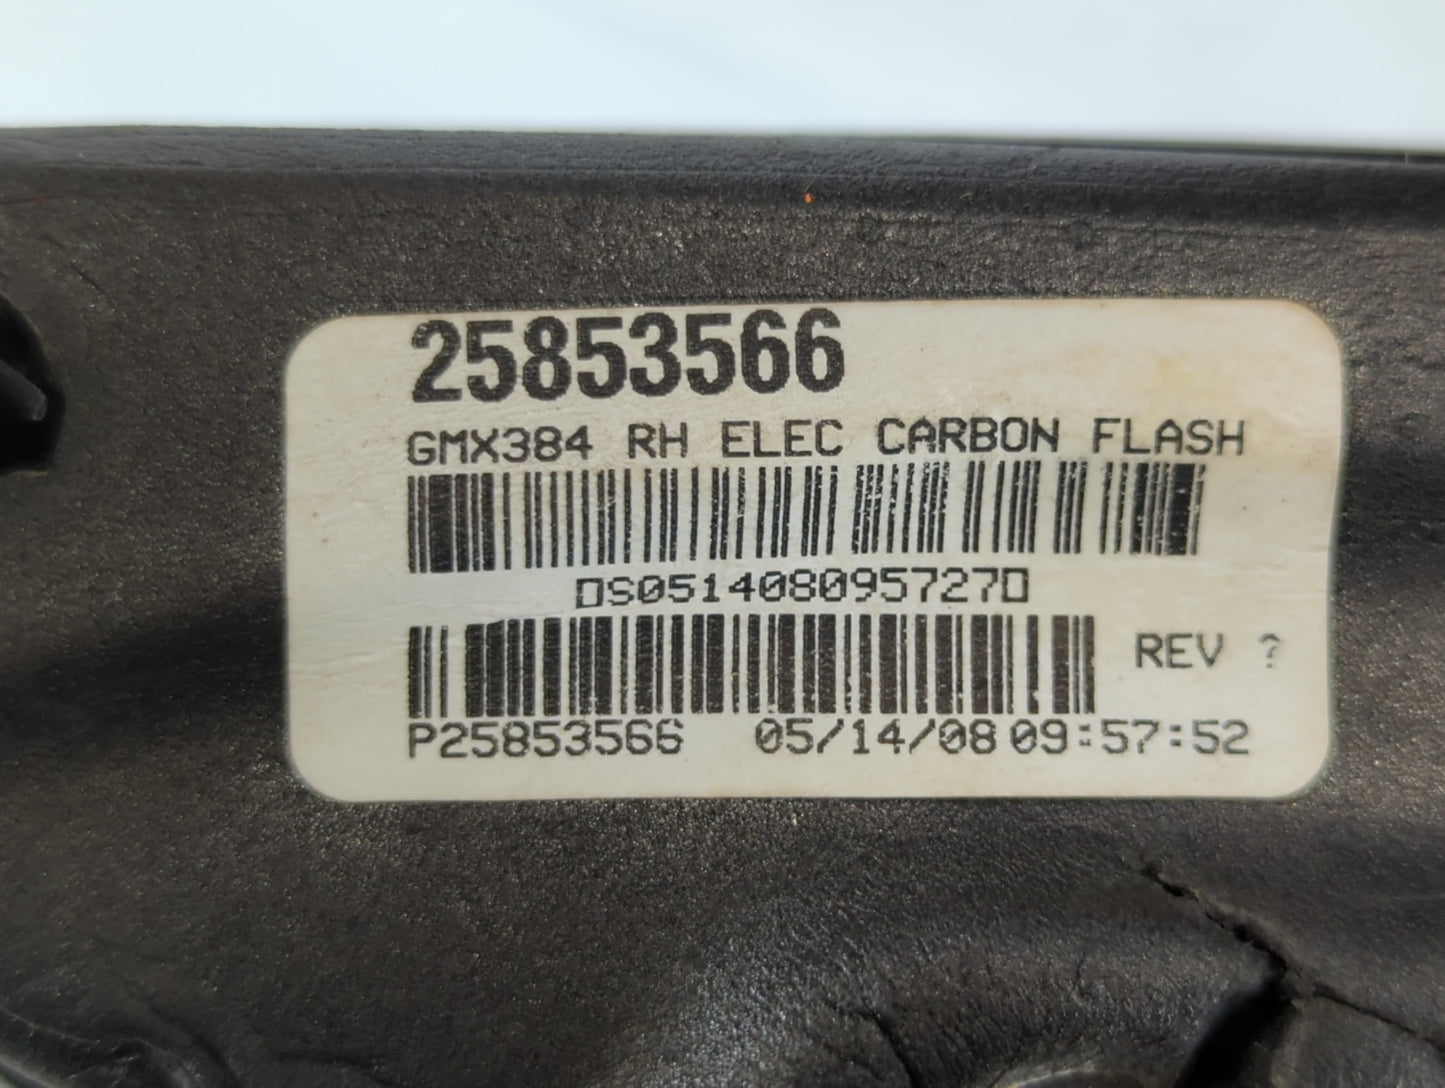 25853566
GMX384 RH ELEC CARBON FLASH
DS0514080957270
REV ?
P25853566 05/14/08 09:57:52